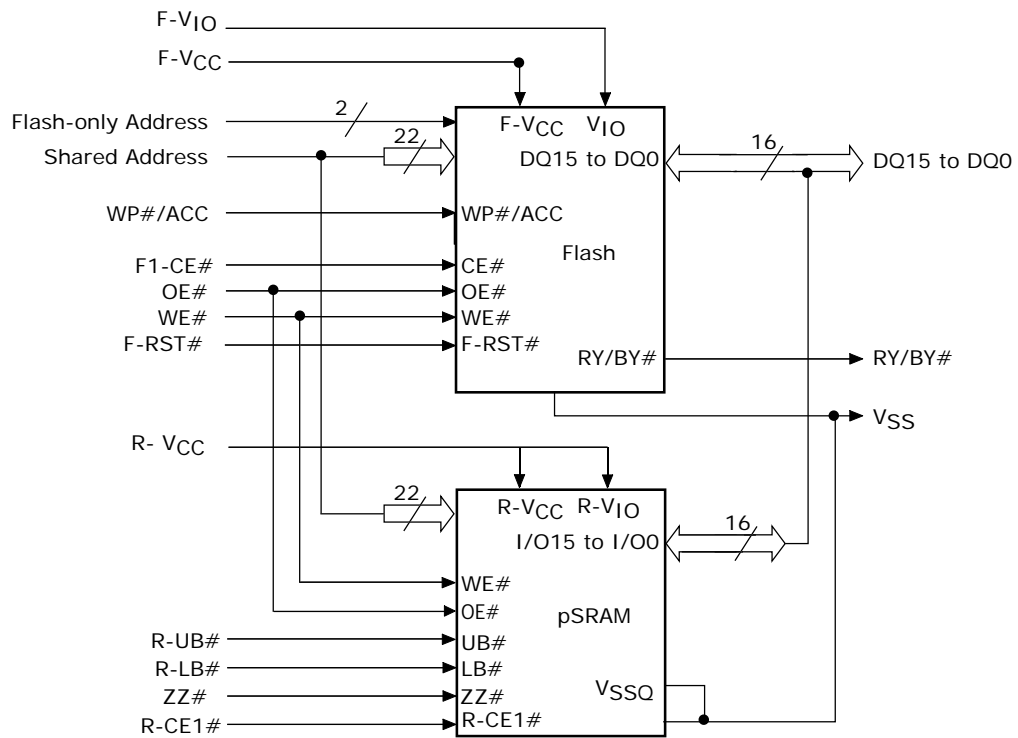 F-VIO
F-VCC
Flash-only Address
2
F-VCC VIO
Shared Address
22
DQ15 to DQ0
16
DQ15 to DQ0
WP#/ACC
WP#/ACC
Flash
F1-CE#
CE#
OE#
OE#
WE#
WE#
F-RST#
F-RST#
RY/BY#
RY/BY#
VSS
R- VCC
22
R-VCC R-VIO
I/O15 to I/O0
16
WE#
OE#
pSRAM
R-UB#
UB#
R-LB#
LB#
ZZ#
ZZ#
VSSQ
R-CE1#
R-CE1#